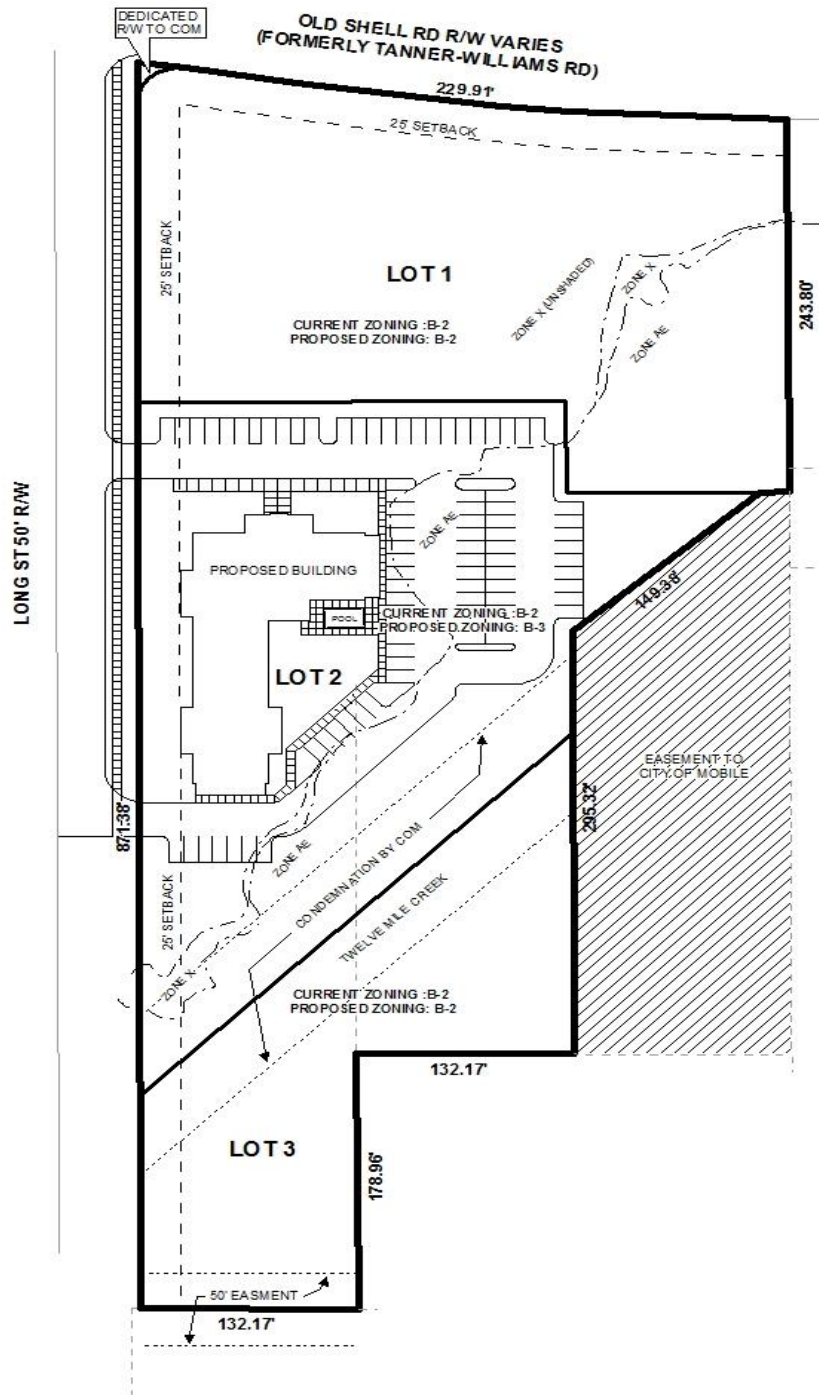 DEDICATED
R/W TO COM
OLD SHELL RD R/W VARIES
(FORMERLY TANNER-WILLIAMS RD)
229.91'
25' SETBACK
25' SETBACK
LOT 1
CURRENT ZONING :B-2
PROPOSED ZONING: B-2
ZONE X (UNSHADED)
ZONE X
ZONE AE
243.80'
LONG ST 50' R/W
ZONE AE
PROPOSED BUILDING
POOL
CURRENT ZONING :B-2
PROPOSED ZONING: B-3
149.38'
LOT 2
EASEMENT TO
CITY OF MOBILE
871.38'
295.32'
ZONE AE
CONDEMNATION BY COM
TWELVE MILE CREEK
25' SETBACK
ZONE X
CURRENT ZONING :B-2
PROPOSED ZONING: B-2
132.17'
LOT 3
178.96'
50' EASMENT
132.17'